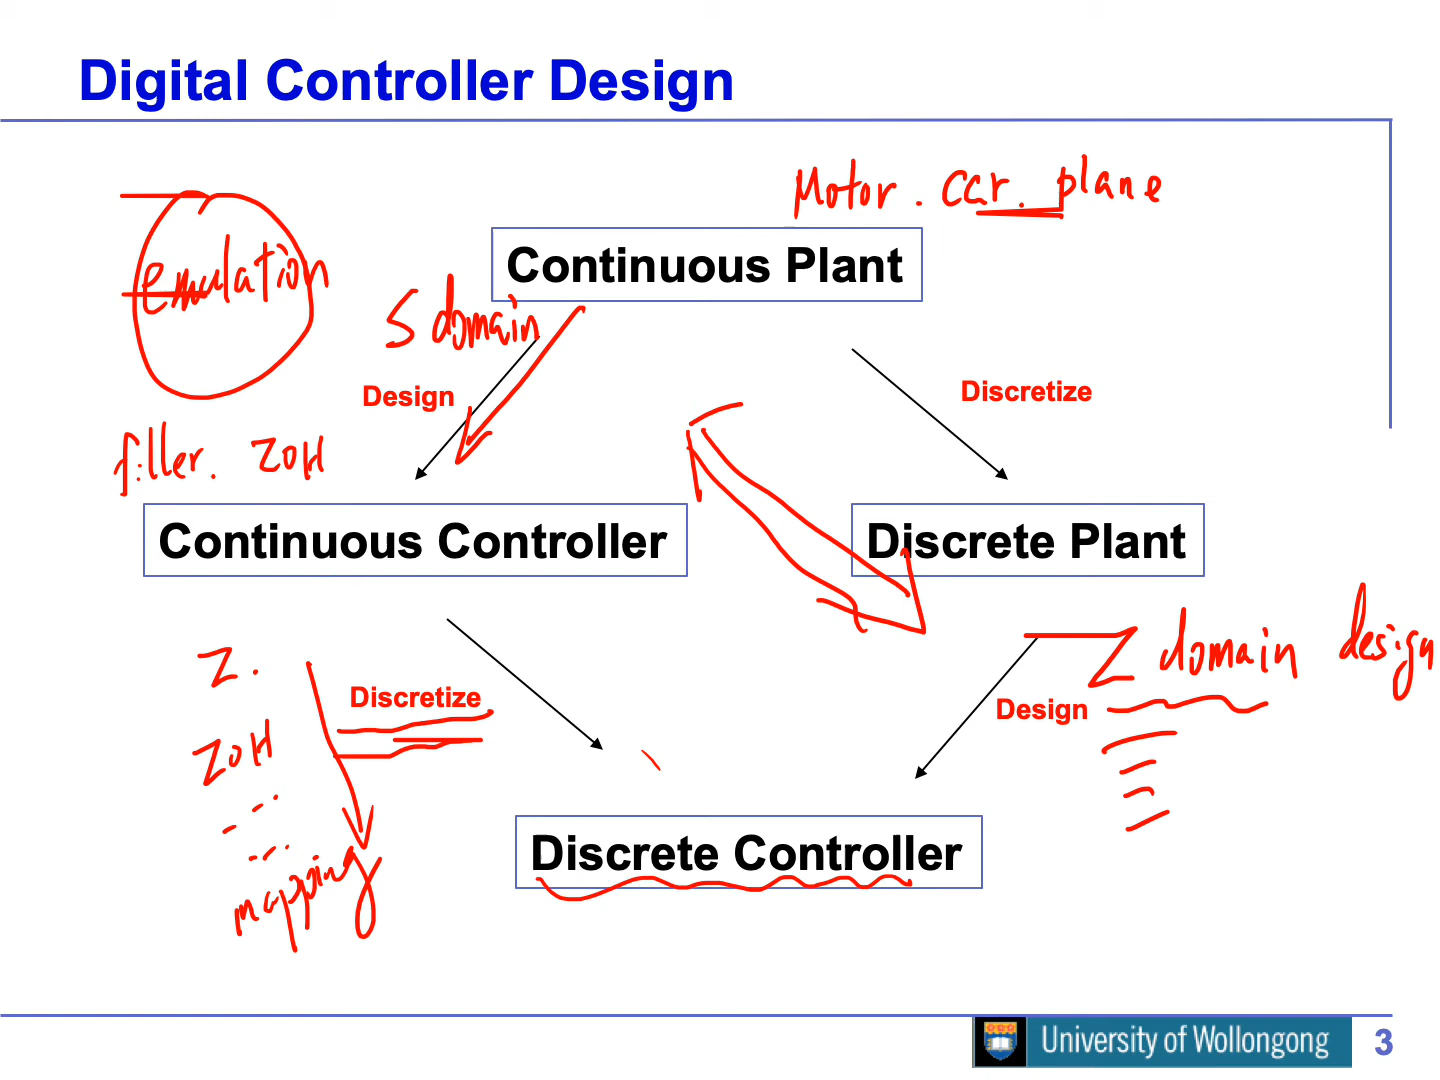 Digital Controller Design
Motor. car. plane
Continuous Plant
emulation
S domain
Design
Discretize
filler. ZOH
Continuous Controller
Discrete Plant
Z.
Z domain design
Discretize
Design
ZOH
mapping
Discrete Controller
University of Wollongong
3